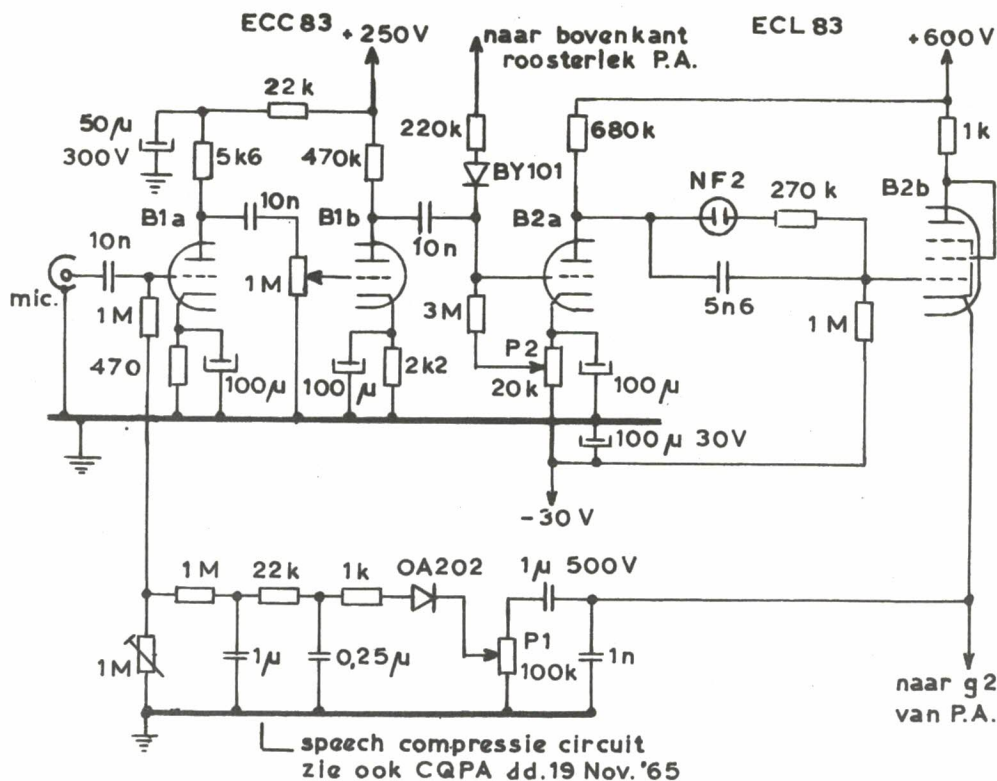 ECC 83
+250V
naar bovenkant
roosterlek P.A.
ECL 83
+600V
22k
50μ
300V
5k6
470k
220k
680k
1k
BY101
NF2
270 k
B2b
B1a
10n
B1b
10n
B2a
10n
mic.
1M
1M
3M
5n6
1M
470
100μ
100μ
2k2
P2
20k
100μ
100μ 30V
-30V
1M
22k
1k
OA202
1μ 500V
1M
1μ
0,25μ
P1
100k
1n
naar g2
van P.A.
speech compressie circuit
zie ook CQPA dd.19 Nov.'65